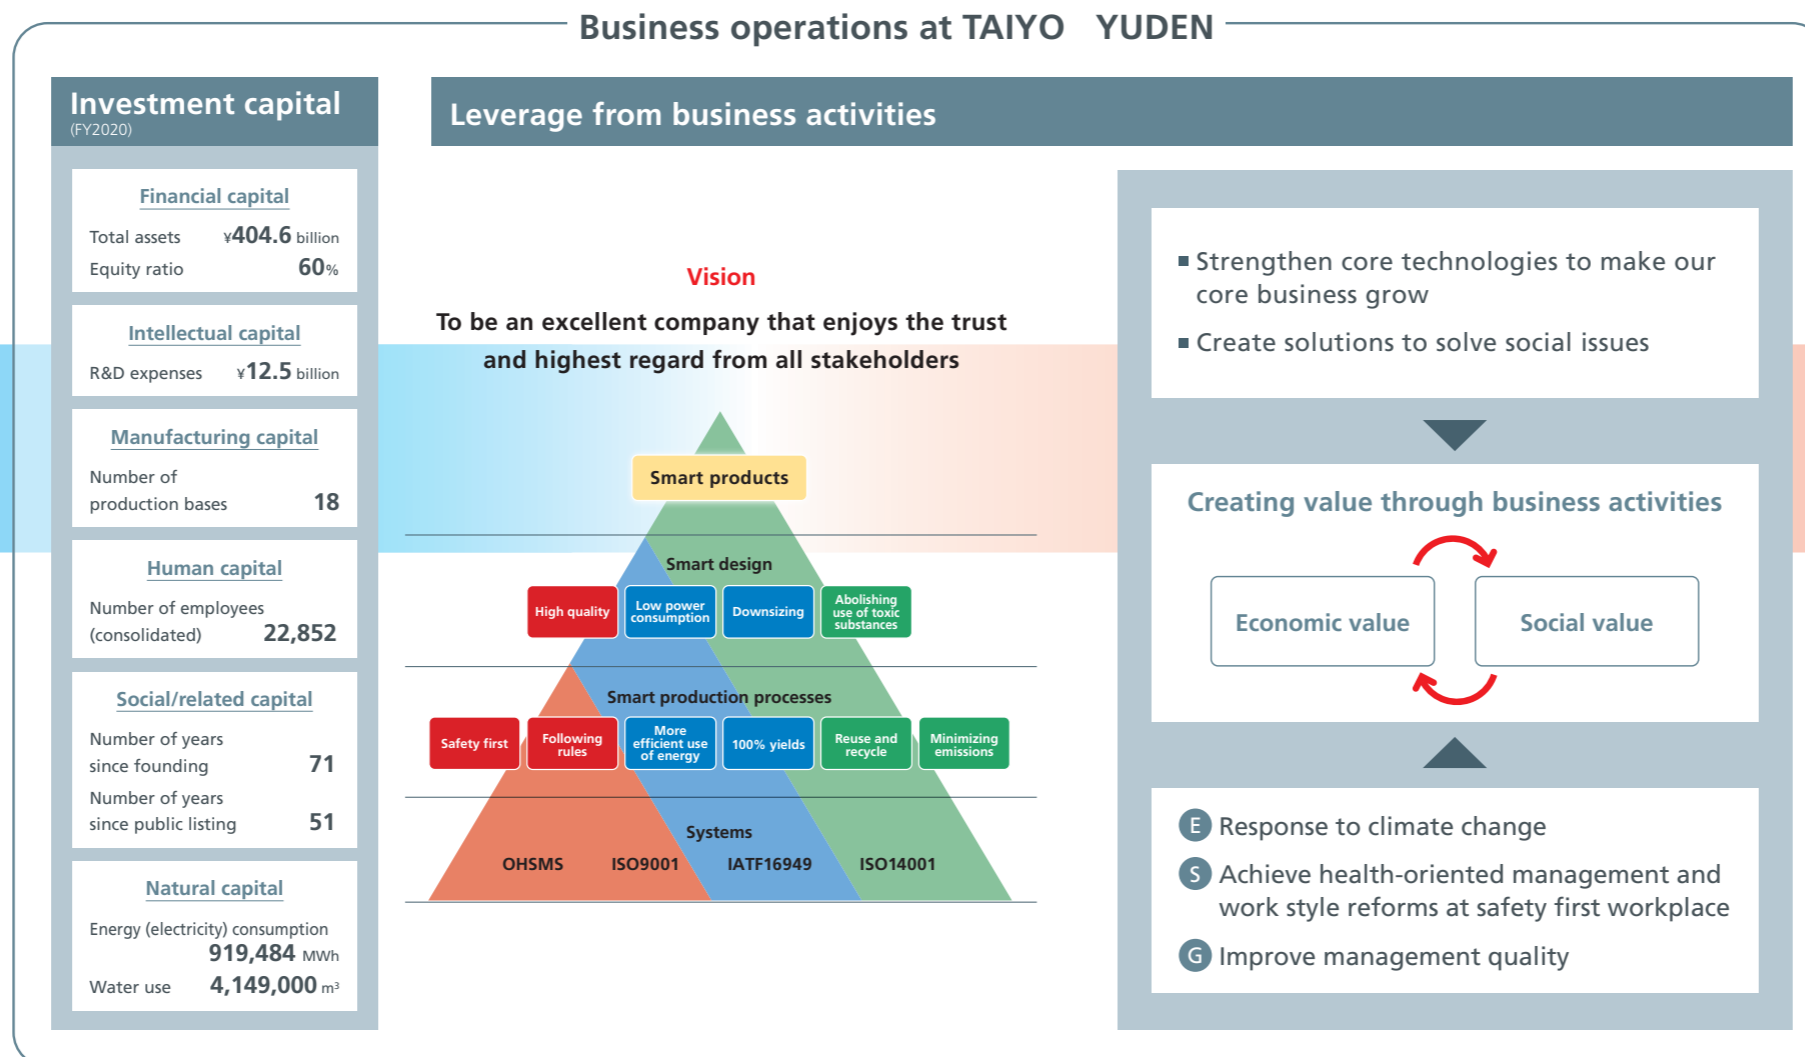 Business operations at TAIYO YUDEN
Investment capital
(FY2020)
Financial capital
Total assets ¥404.6 billion
Equity ratio 60%
Intellectual capital
R&D expenses ¥12.5 billion
Manufacturing capital
Number of
production bases 18
Human capital
Number of employees
(consolidated) 22,852
Social/related capital
Number of years
since founding 71
Number of years
since public listing 51
Natural capital
Energy (electricity) consumption
919,484 MWh
Water use 4,149,000 m³
Leverage from business activities
Vision
To be an excellent company that enjoys the trust
and highest regard from all stakeholders
Smart products
Smart design
High quality
Low power
consumption
Downsizing
Abolishing
use of toxic
substances
Smart production processes
Safety first
Following
rules
More
efficient use
of energy
100% yields
Reuse and
recycle
Minimizing
emissions
Systems
OHSMS ISO9001 IATF16949 ISO14001
■ Strengthen core technologies to make our
core business grow
■ Create solutions to solve social issues
Creating value through business activities
Economic value
Social value
E Response to climate change
S Achieve health-oriented management and
work style reforms at safety first workplace
G Improve management quality